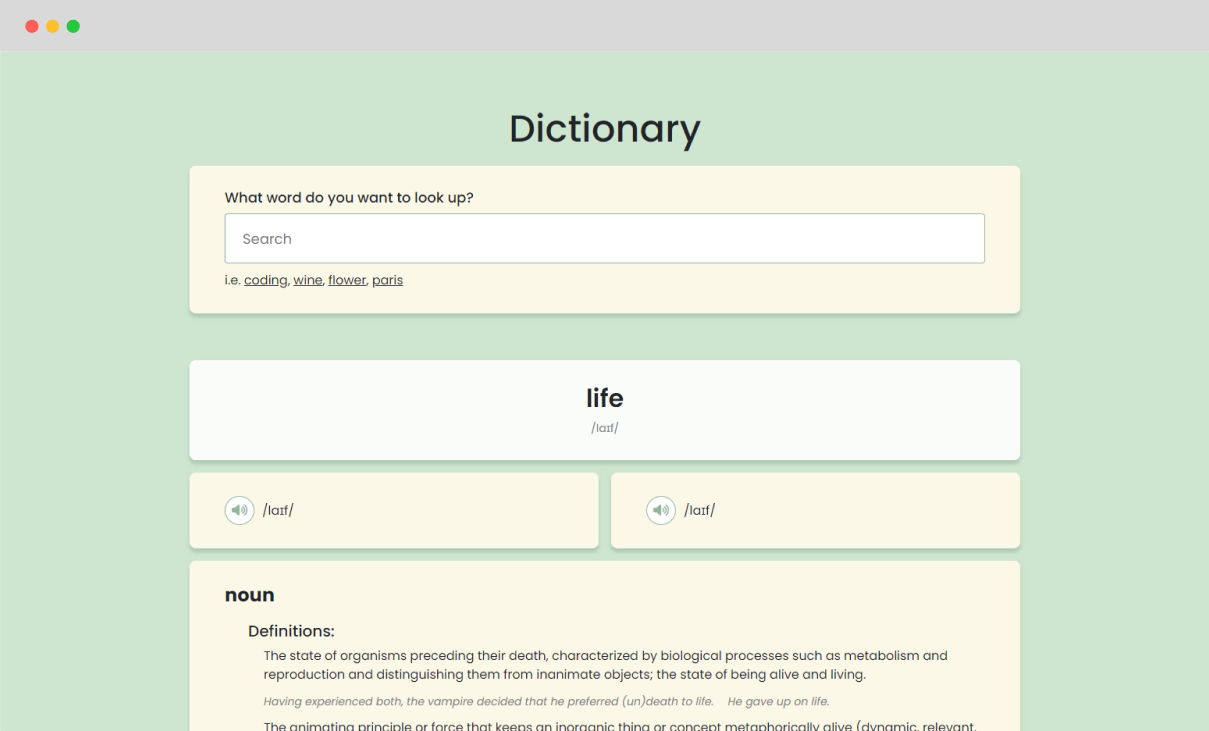 Dictionary
What word do you want to look up?
Search
i.e. coding, wine, flower, paris
life
/laɪf/
/laɪf/
/laɪf/
noun
Definitions:
The state of organisms preceding their death, characterized by biological processes such as metabolism and
reproduction and distinguishing them from inanimate objects; the state of being alive and living.
Having experienced both, the vampire decided that he preferred (un)death to life. He gave up on life.
The animating principle or force that keeps an inorganic thing or concept metaphorically alive (dynamic, relevant,